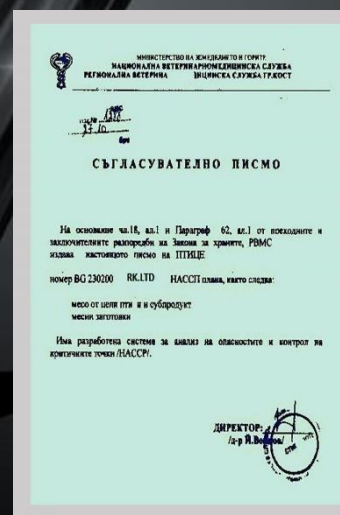 МИНИСТЕРСТВО НА ЗЕМЕДЕЛИЕТО И ГОРИТЕ
НАЦИОНАЛНА ВЕТЕРИНАРНОМЕДИЦИНСКА СЛУЖБА
РЕГИОНАЛНА ВЕТЕРИНА ИЦИНСКА СЛУЖБА ГР.КОСТ
27.10.
СЪГЛАСУВАТЕЛНО ПИСМО
На основание чл.18, ал.1 и Параграф 62, ал.1 от преходните и
заключителните разпоредби на Закона за храните, РВМС
издава настоящото писмо на ПТИЦЕ
номер BG 230200 RK.LTD НАССП плана, както следва:
месо от цели пти и и субпродукт
месни заготовки
Има разработена система за анализ на опасностите и контрол на
критичните точки /НАССР/.
ДИРЕКТОР:
/д-р Й.